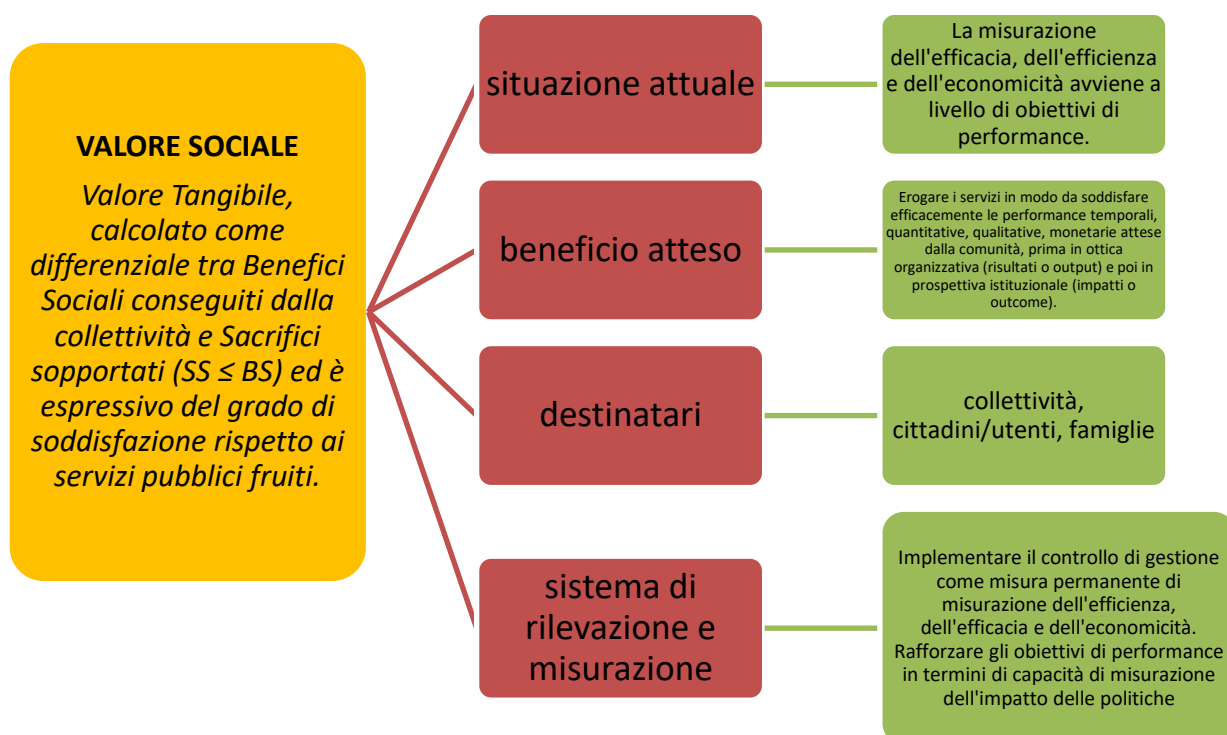 VALORE SOCIALE
Valore Tangibile,
calcolato come
differenziale tra Benefici
Sociali conseguiti dalla
collettività e Sacrifici
sopportati (SS ≤ BS) ed è
espressivo del grado di
soddisfazione rispetto ai
servizi pubblici fruiti.
situazione attuale
La misurazione
dell'efficacia, dell'efficienza
e dell'economicità avviene a
livello di obiettivi di
performance.
beneficio atteso
Erogare i servizi in modo da soddisfare
efficacemente le performance temporali,
quantitative, qualitative, monetarie attese
dalla comunità, prima in ottica
organizzativa (risultati o output) e poi in
prospettiva istituzionale (impatti o
outcome).
destinatari
collettività,
cittadini/utenti, famiglie
sistema di
rilevazione e
misurazione
Implementare il controllo di gestione
come misura permanente di
misurazione dell'efficienza,
dell'efficacia e dell'economicità.
Rafforzare gli obiettivi di performance
in termini di capacità di misurazione
dell'impatto delle politiche